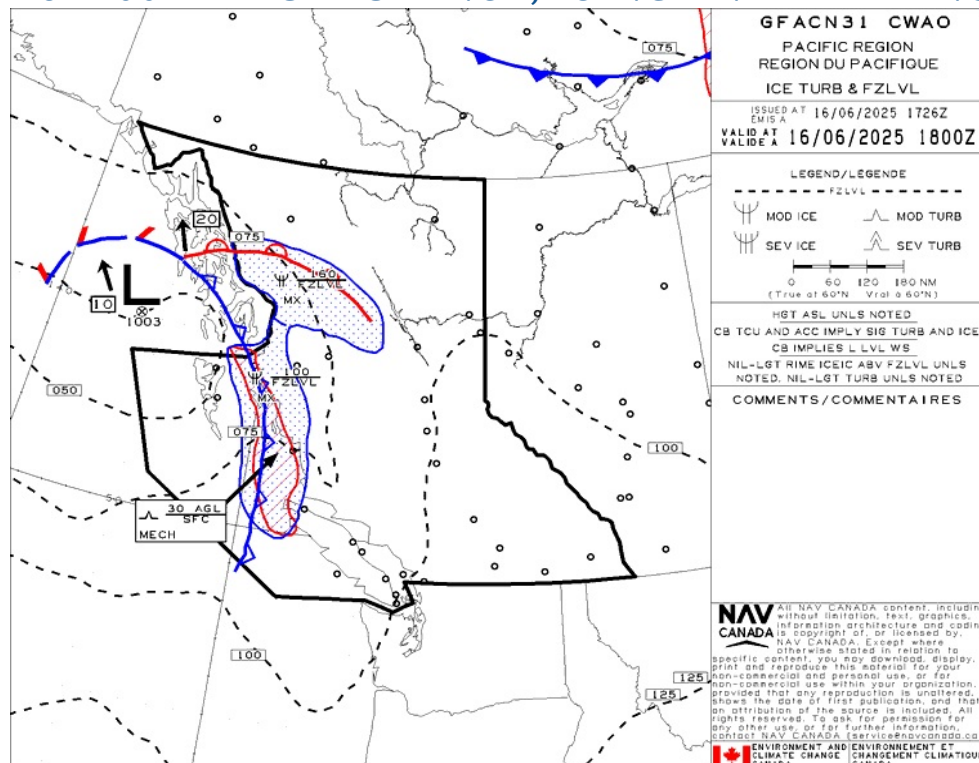 GFACN31 CWAO
PACIFIC REGION
REGION DU PACIFIQUE
ICE TURB & FZLVL
ISSUED AT 16/06/2025 1726Z
EMIS A
VALID AT 16/06/2025 1800Z
VALIDE A
LEGEND/LEGENDE
FZLVL
MOD ICE MOD TURB
SEV ICE SEV TURB
0 60 120 180 NM
(True at 60°N Vrai a 60°N)
HGT ASL UNLS NOTED
CB TCU AND ACC IMPLY SIG TURB AND ICE
CB IMPLIES L LVL WS
NIL-LGT RIME ICEIC ABV FZLVL UNLS
NOTED. NIL-LGT TURB UNLS NOTED
COMMENTS/COMMENTAIRES
075
20
075
160
FZLVL
MX
10
L
1003
050
100
FZLVL
MX
075
100
30 AGL
SFC
MECH
50
100
125
125
NAV CANADA
All NAV CANADA content, including
without limitation, text, graphics,
information architecture and coding
is copyright of, or licensed by,
NAV CANADA. Except where
otherwise stated in relation to
specific content, you may download, display,
print and reproduce this material for your
non-commercial and personal use, or for
non-commercial use within your organization,
provided that any reproduction is unaltered,
shows the date of first publication, and that
an attribution of the source is included. All
rights reserved. To ask for permission for
any other use, or for further information,
contact NAV CANADA (service@navcanada.ca
ENVIRONMENT AND ENVIRONNEMENT ET
CLIMATE CHANGE CHANGEMENT CLIMATIQUE